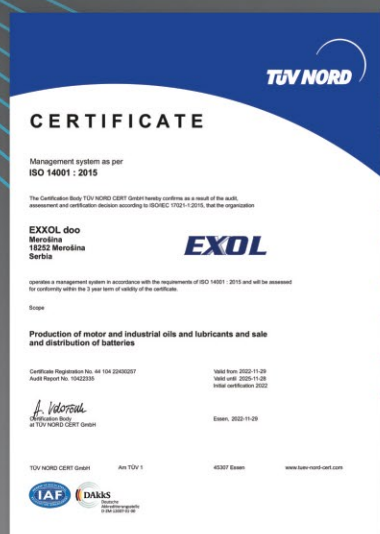 TÜV NORD
CERTIFICATE
Management system as per
ISO 14001 : 2015
The Certification Body TÜV NORD CERT GmbH hereby confirms as a result of the audit,
assessment and certification decision according to ISO/IEC 17021-1:2015, that the organization
EXXOL doo
Merošina
18252 Merošina
Serbia
EXOL
operates a management system in accordance with the requirements of ISO 14001 : 2015 and will be assessed
for conformity within the 3 year term of validity of the certificate.
Scope
Production of motor and industrial oils and lubricants and sale
and distribution of batteries
Certificate Registration No. 44 104 22430257
Audit Report No. 10422335
Valid from 2022-11-29
Valid until 2025-11-28
Initial certification 2022
Certification Body
at TÜV NORD CERT GmbH
Essen, 2022-11-29
TÜV NORD CERT GmbH
Am TÜV 1
45307 Essen
www.tuev-nord-cert.com
IAF
DAkkS
Deutsche
Akkreditierungsstelle